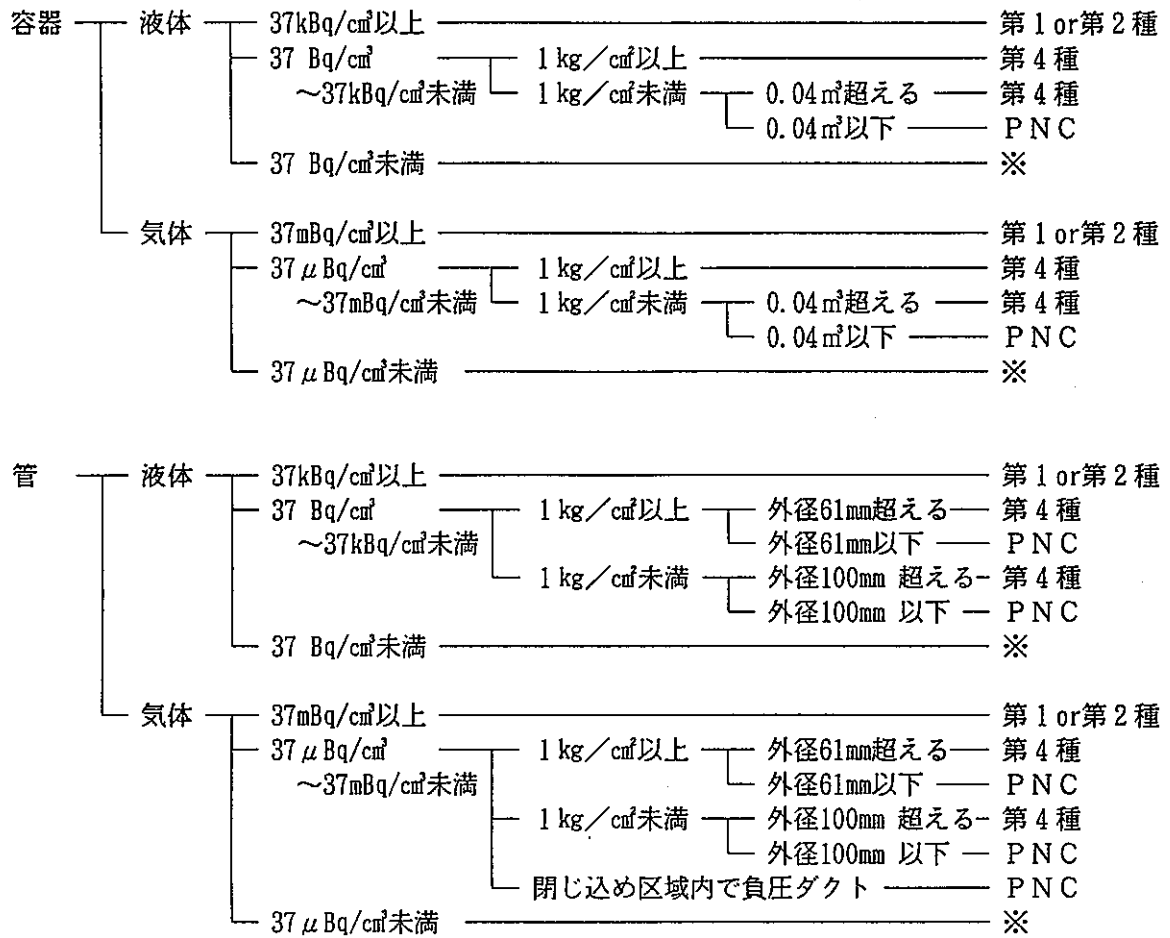 容器 液体 37kBq/cm³以上 第1or第2種
37 Bq/cm³ 1kg/cm²以上 第4種
～37kBq/cm³未満 1kg/cm²未満 0.04m³超える 第4種
0.04m³以下 PNC
37 Bq/cm³未満 ※
気体 37mBq/cm³以上 第1or第2種
37μBq/cm³ 1kg/cm²以上 第4種
～37mBq/cm³未満 1kg/cm²未満 0.04m³超える 第4種
0.04m³以下 PNC
37μBq/cm³未満 ※
管 液体 37kBq/cm³以上 第1or第2種
37 Bq/cm³ 1kg/cm²以上 外径61mm超える 第4種
～37kBq/cm³未満 外径61mm以下 PNC
1kg/cm²未満 外径100mm 超える 第4種
外径100mm 以下 PNC
37 Bq/cm³未満 ※
気体 37mBq/cm³以上 第1or第2種
37μBq/cm³ 1kg/cm²以上 外径61mm超える 第4種
～37mBq/cm³未満 外径61mm以下 PNC
1kg/cm²未満 外径100mm 超える 第4種
外径100mm 以下 PNC
閉じ込め区域内で負圧ダクト PNC
37μBq/cm³未満 ※